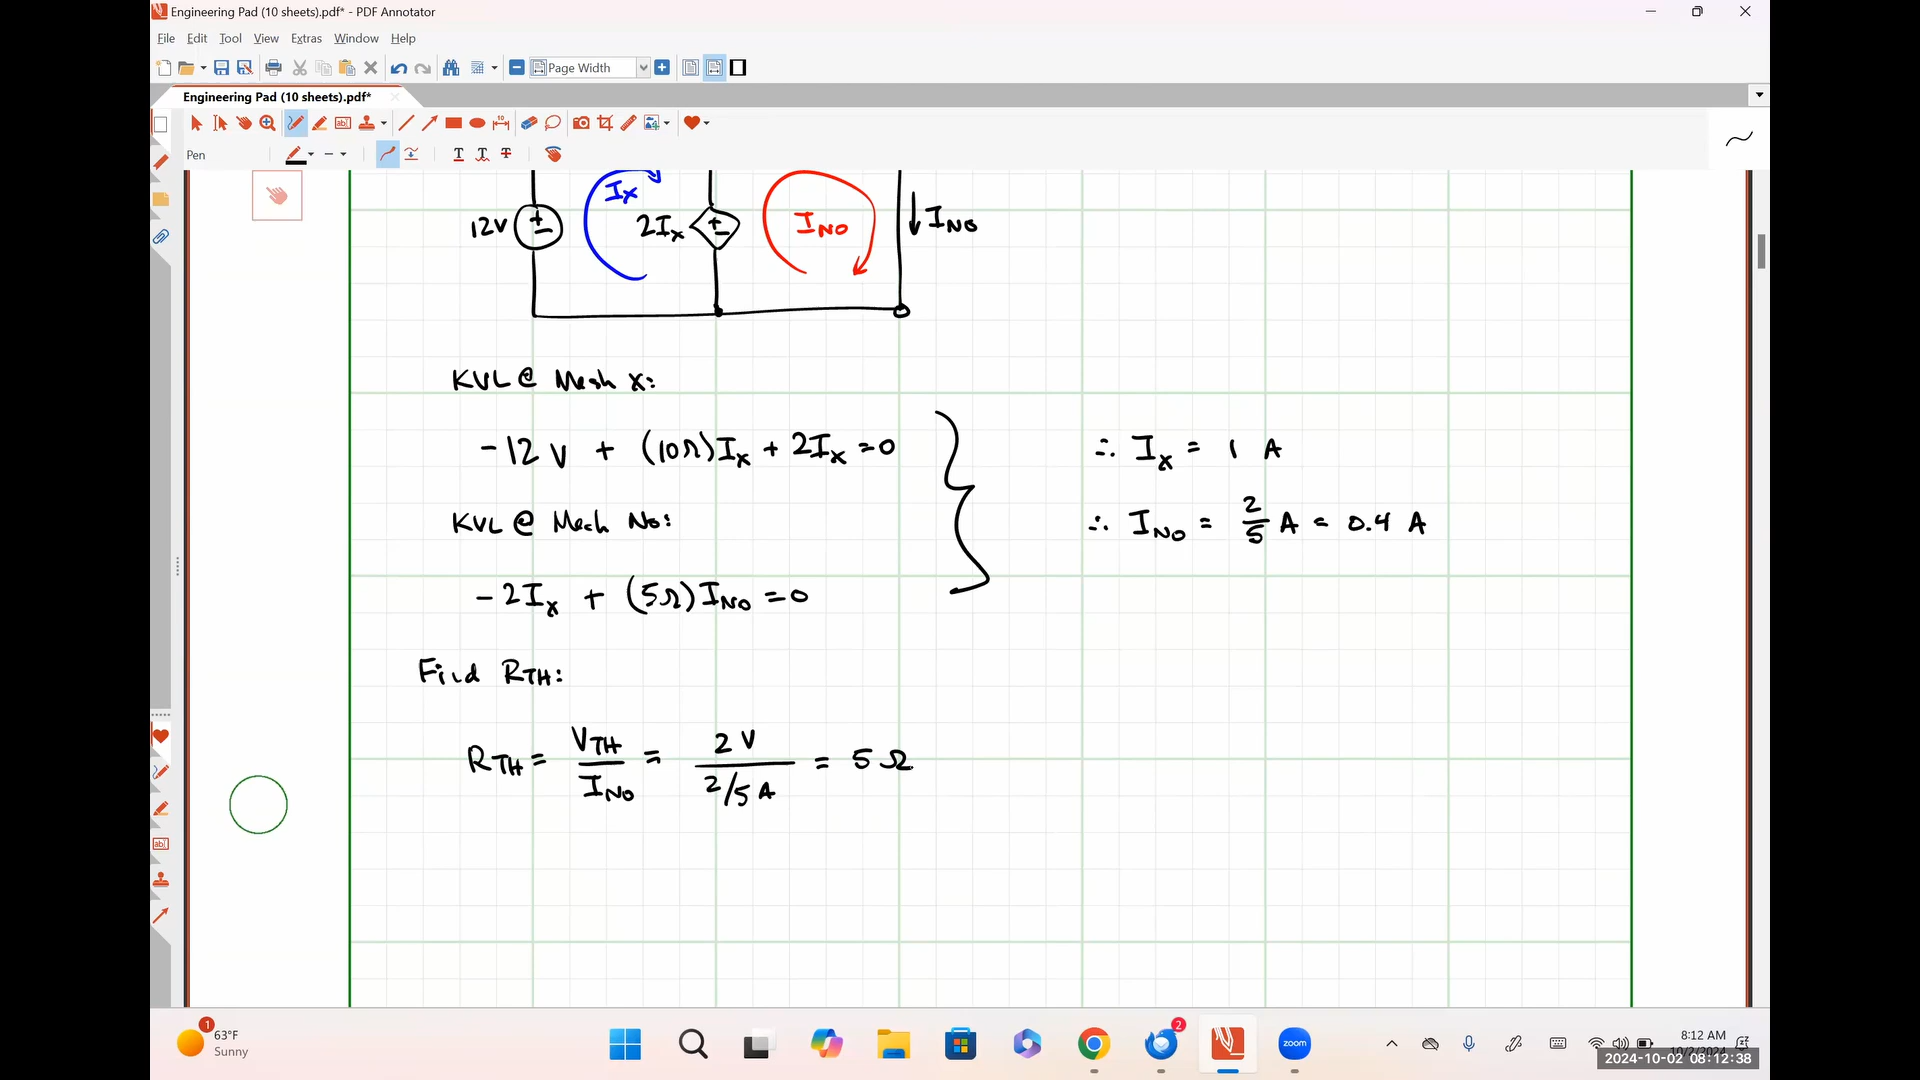 Engineering Pad (10 sheets).pdf* - PDF Annotator
File Edit Tool View Extras Window Help
Page Width
Engineering Pad (10 sheets).pdf*
Pen
Ix
12V
2Ix
INO
INO
KVL @ Mesh X:
-12 V + (10Ω)Ix + 2Ix = 0
∴ Ix = 1 A
KVL @ Mesh No:
∴ INO = 2/5 A = 0.4 A
-2Ix + (5Ω)INO = 0
Find RTH:
RTH = VTH/INO = 2 V / 2/5 A = 5 Ω
1
63°F
Sunny
2
zoom
8:12 AM
2024-10-02 08:12:38